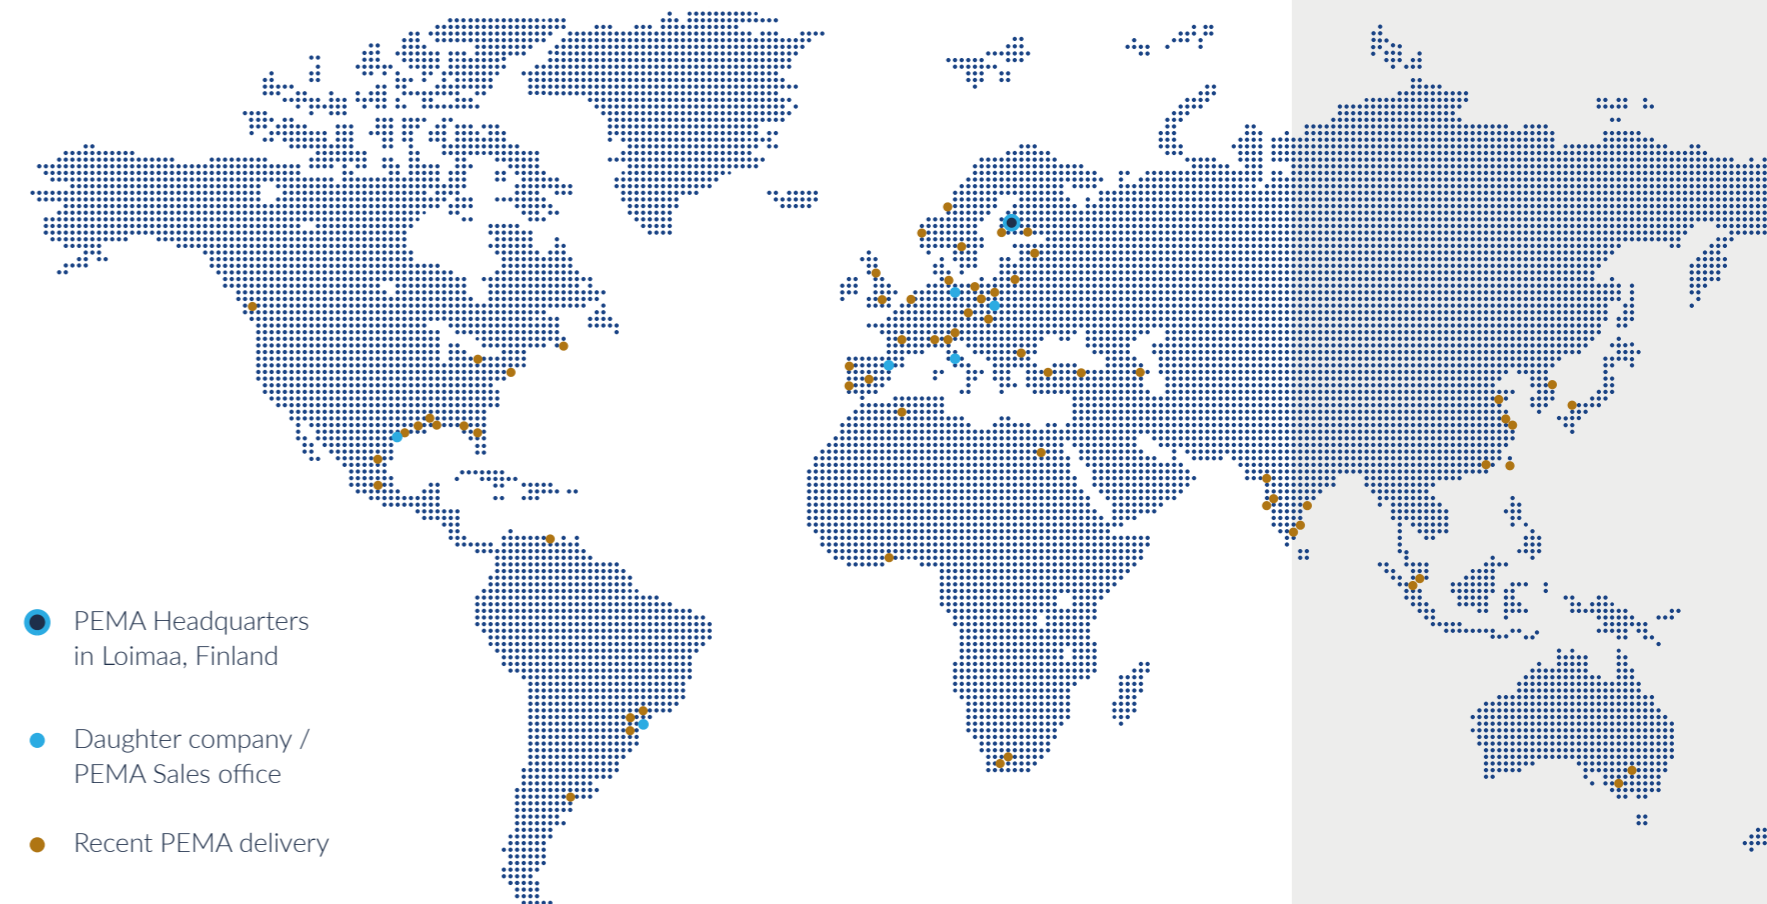 PEMA Headquarters
in Loimaa, Finland
Daughter company /
PEMA Sales office
Recent PEMA delivery